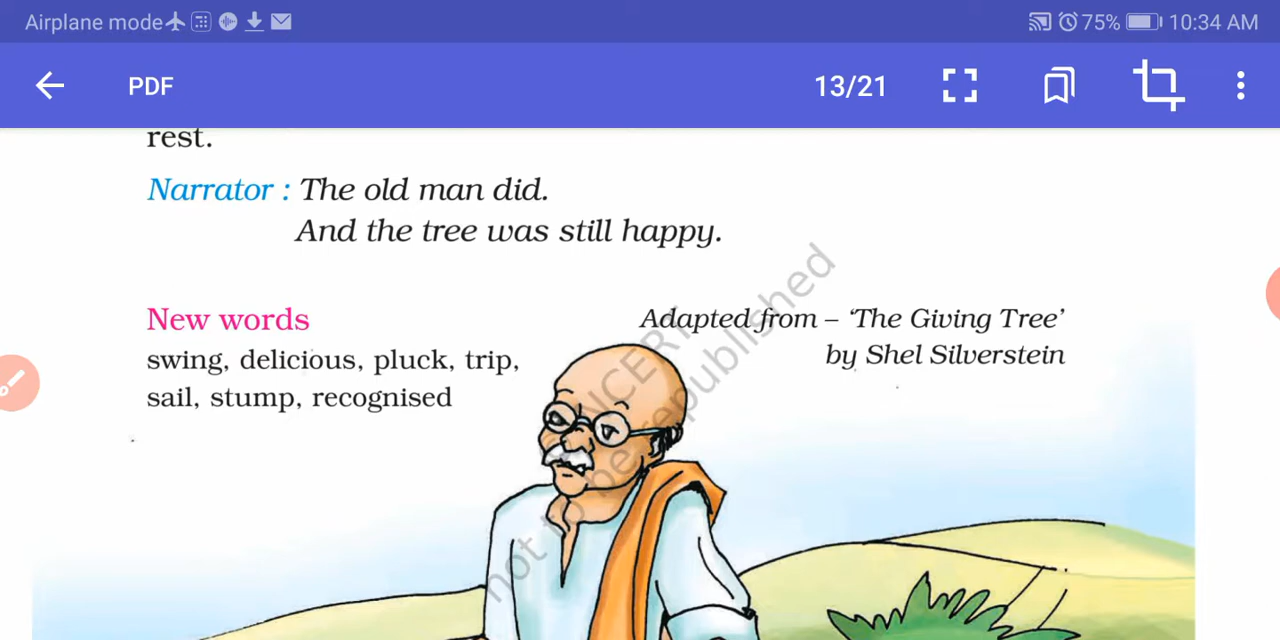 Airplane mode 75% 10:34 AM
PDF 13/21
rest.
Narrator : The old man did.
And the tree was still happy.
New words
swing, delicious, pluck, trip,
sail, stump, recognised
Adapted from – ‘The Giving Tree’
by Shel Silverstein
NCERT
not to be republished